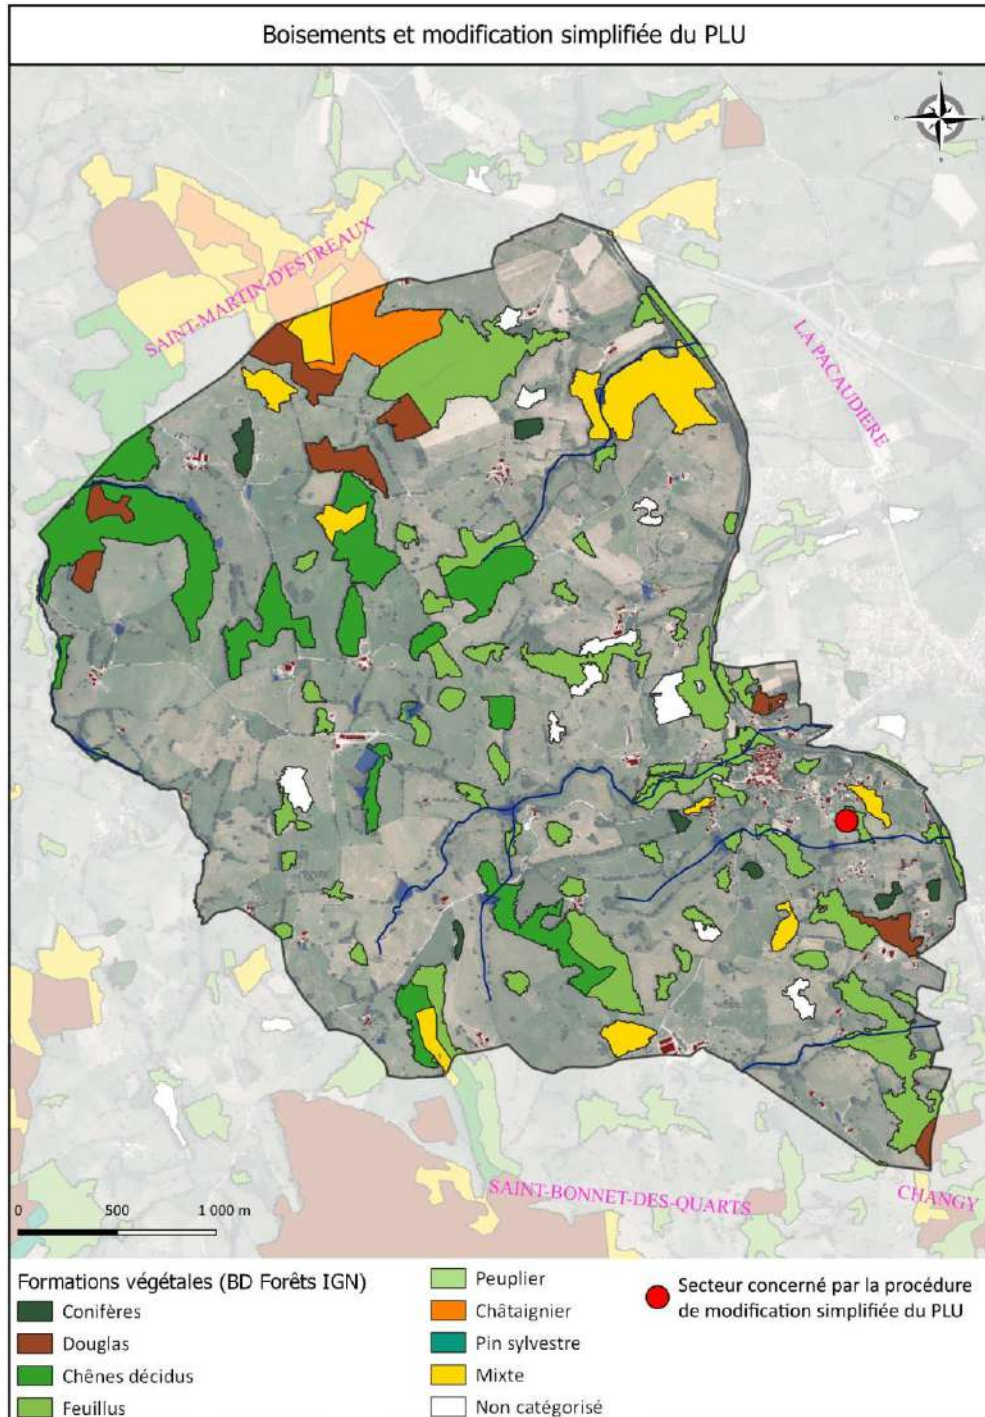 Boisements et modification simplifiée du PLU
N
O
E
SAINT-MARTIN-D'ESTREAUX
LA PACAUDIERE
SAINT-BONNET-DES-QUARTS
CHANGY
0 500 1 000 m
Formations végétales (BD Forêts IGN)
Conifères
Douglas
Chênes décidus
Feuillus
Peuplier
Châtaignier
Pin sylvestre
Mixte
Non catégorisé
Secteur concerné par la procédure
de modification simplifiée du PLU